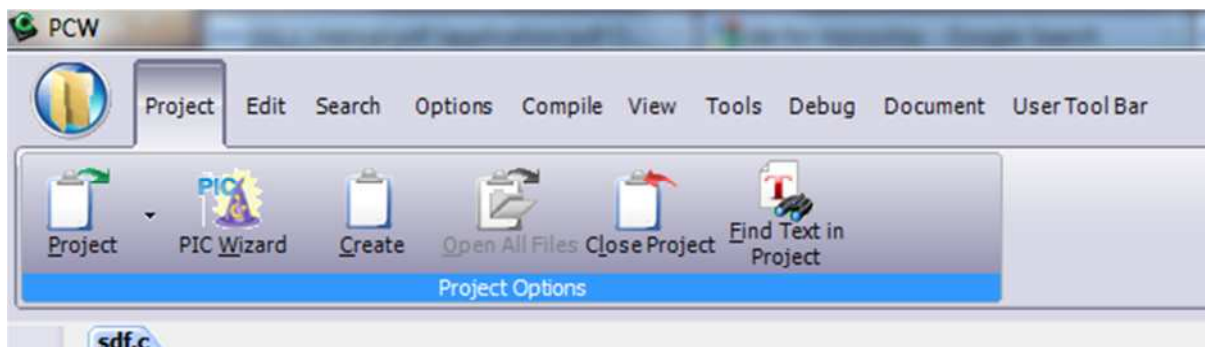 PCW
Project Edit Search Options Compile View Tools Debug Document User Tool Bar
PIC
T
Project PIC Wizard Create Open All Files Close Project Find Text in Project
Project Options
sdf.c